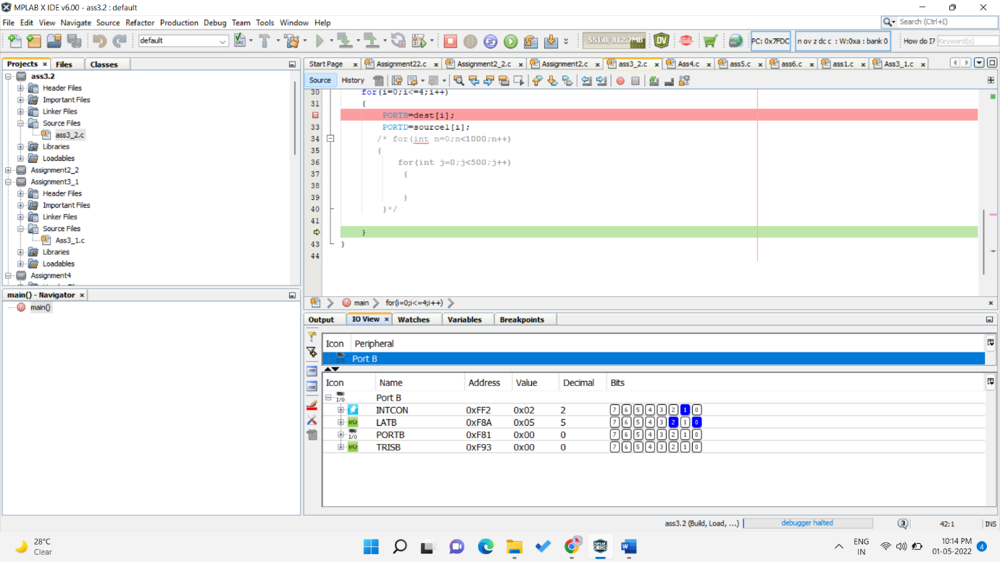 MPLAB X IDE v6.00 - ass3.2 : default
File Edit View Navigate Source Refactor Production Debug Team Tools Window Help
Search (Ctrl+I)
default
551.0/812.7MB
PC: 0x7FDC
n ov z dc c : W:0xa : bank 0
How do I?
Keyword(s)
Projects × Files Classes
ass3.2
Header Files
Important Files
Linker Files
Source Files
ass3_2.c
Libraries
Loadables
Assignment2_2
Assignment3_1
Header Files
Important Files
Linker Files
Source Files
Ass3_1.c
Libraries
Loadables
Assignment4
main() - Navigator ×
main()
Start Page × Assignment22.c × Assignment2_2.c × Assignment2.c × ass3_2.c × Ass4.c × ass5.c × ass6.c × ass1.c × Ass3_1.c ×
Source History
30 for(i=0;i<=4;i++)
31 {
PORTB=dest[i];
33 PORTD=source1[i];
34 /* for(int n=0;n<1000;n++)
35 {
36 for(int j=0;j<500;j++)
37 {
38
39 }
40 }*/
41
}
43 }
44
main for(i=0;i<=4;i++)
Output IO View × Watches Variables Breakpoints
Icon Peripheral
I/O Port B
Icon Name Address Value Decimal Bits
I/O Port B
INTCON 0xFF2 0x02 2 7 6 5 4 3 2 1 0
I/O LATB 0xF8A 0x05 5 7 6 5 4 3 2 1 0
I/O PORTB 0xF81 0x00 0 7 6 5 4 3 2 1 0
I/O TRISB 0xF93 0x00 0 7 6 5 4 3 2 1 0
ass3.2 (Build, Load, ...) debugger halted 3 42:1 INS
28°C
Clear
ENG
IN
10:14 PM
01-05-2022
4